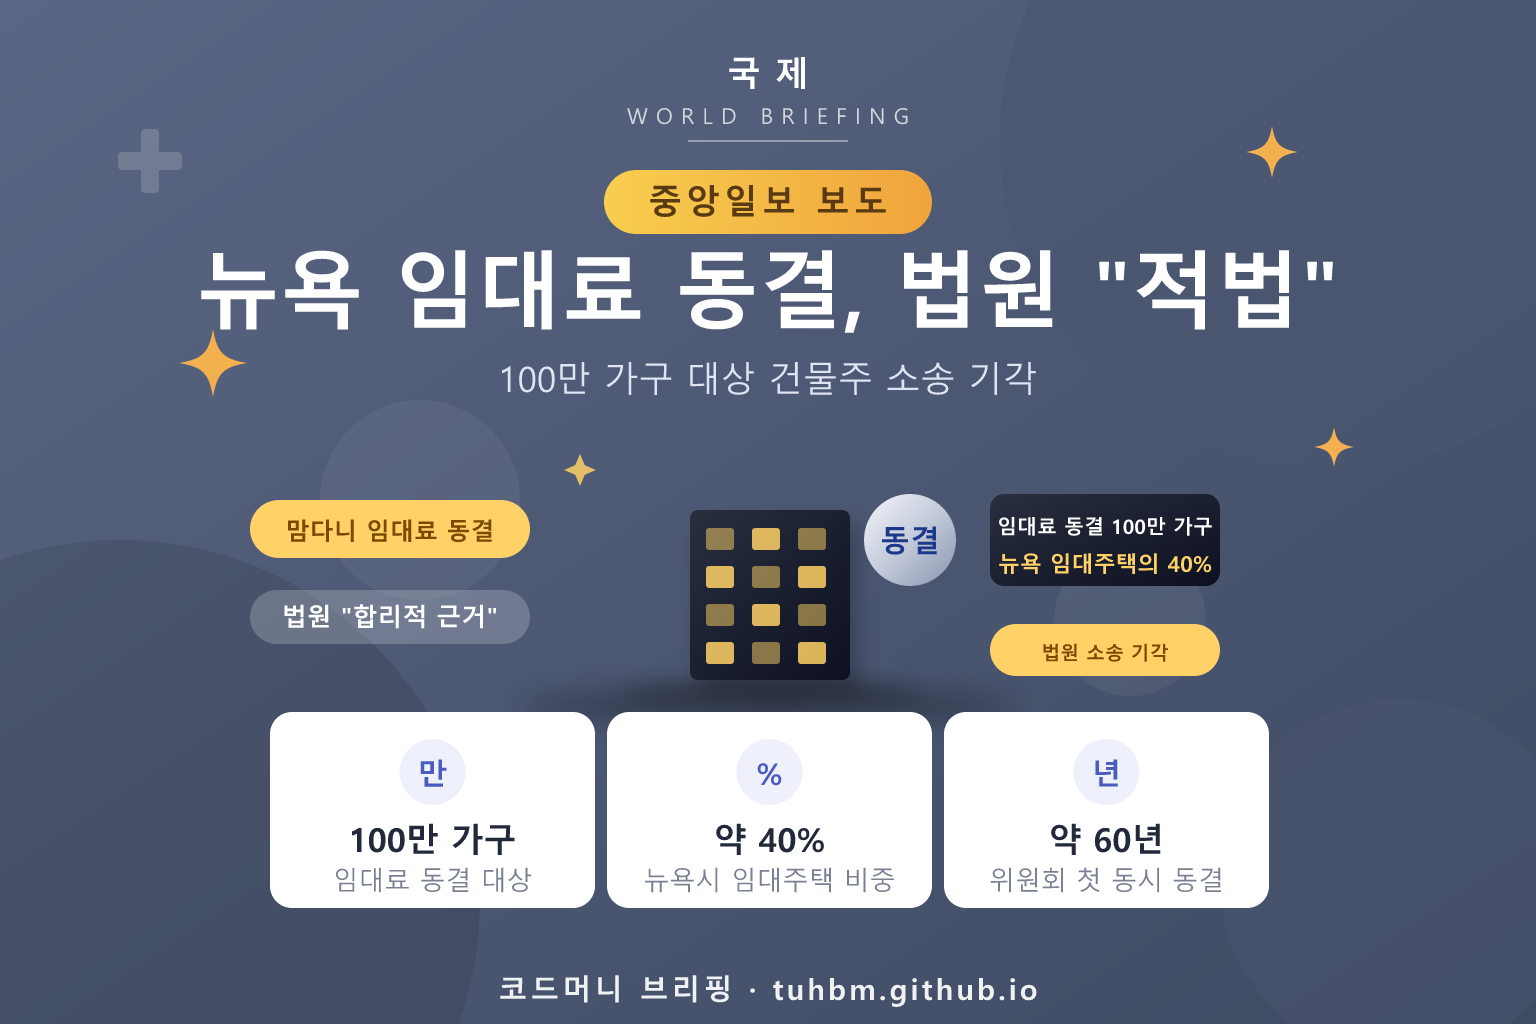 국제
WORLD BRIEFING
중앙일보 보도
뉴욕 임대료 동결, 법원 "적법"
100만 가구 대상 건물주 소송 기각
맘다니 임대료 동결
법원 "합리적 근거"
동결
임대료 동결 100만 가구
뉴욕 임대주택의 40%
법원 소송 기각
만
100만 가구
임대료 동결 대상
%
약 40%
뉴욕시 임대주택 비중
년
약 60년
위원회 첫 동시 동결
코드머니 브리핑 · tuhbm.github.io